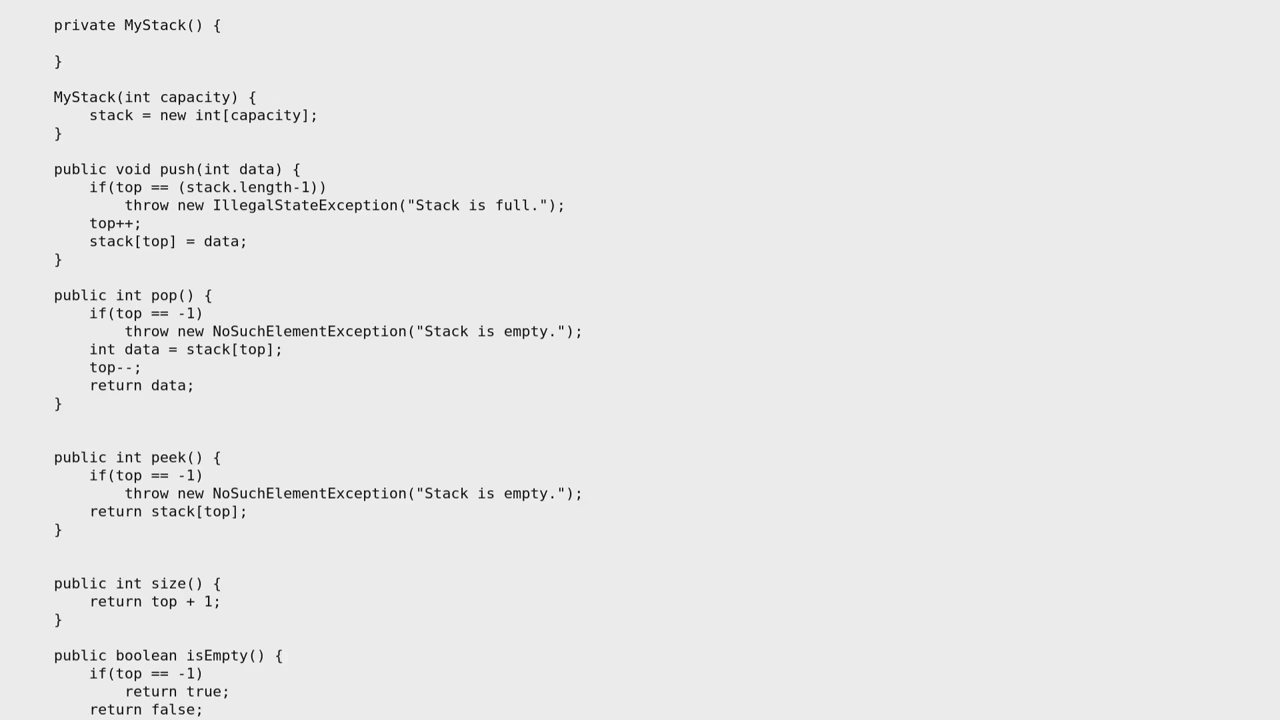 private MyStack() {
}
MyStack(int capacity) {
stack = new int[capacity];
}
public void push(int data) {
if(top == (stack.length-1))
throw new IllegalStateException("Stack is full.");
top++;
stack[top] = data;
}
public int pop() {
if(top == -1)
throw new NoSuchElementException("Stack is empty.");
int data = stack[top];
top--;
return data;
}
public int peek() {
if(top == -1)
throw new NoSuchElementException("Stack is empty.");
return stack[top];
}
public int size() {
return top + 1;
}
public boolean isEmpty() {
if(top == -1)
return true;
return false;